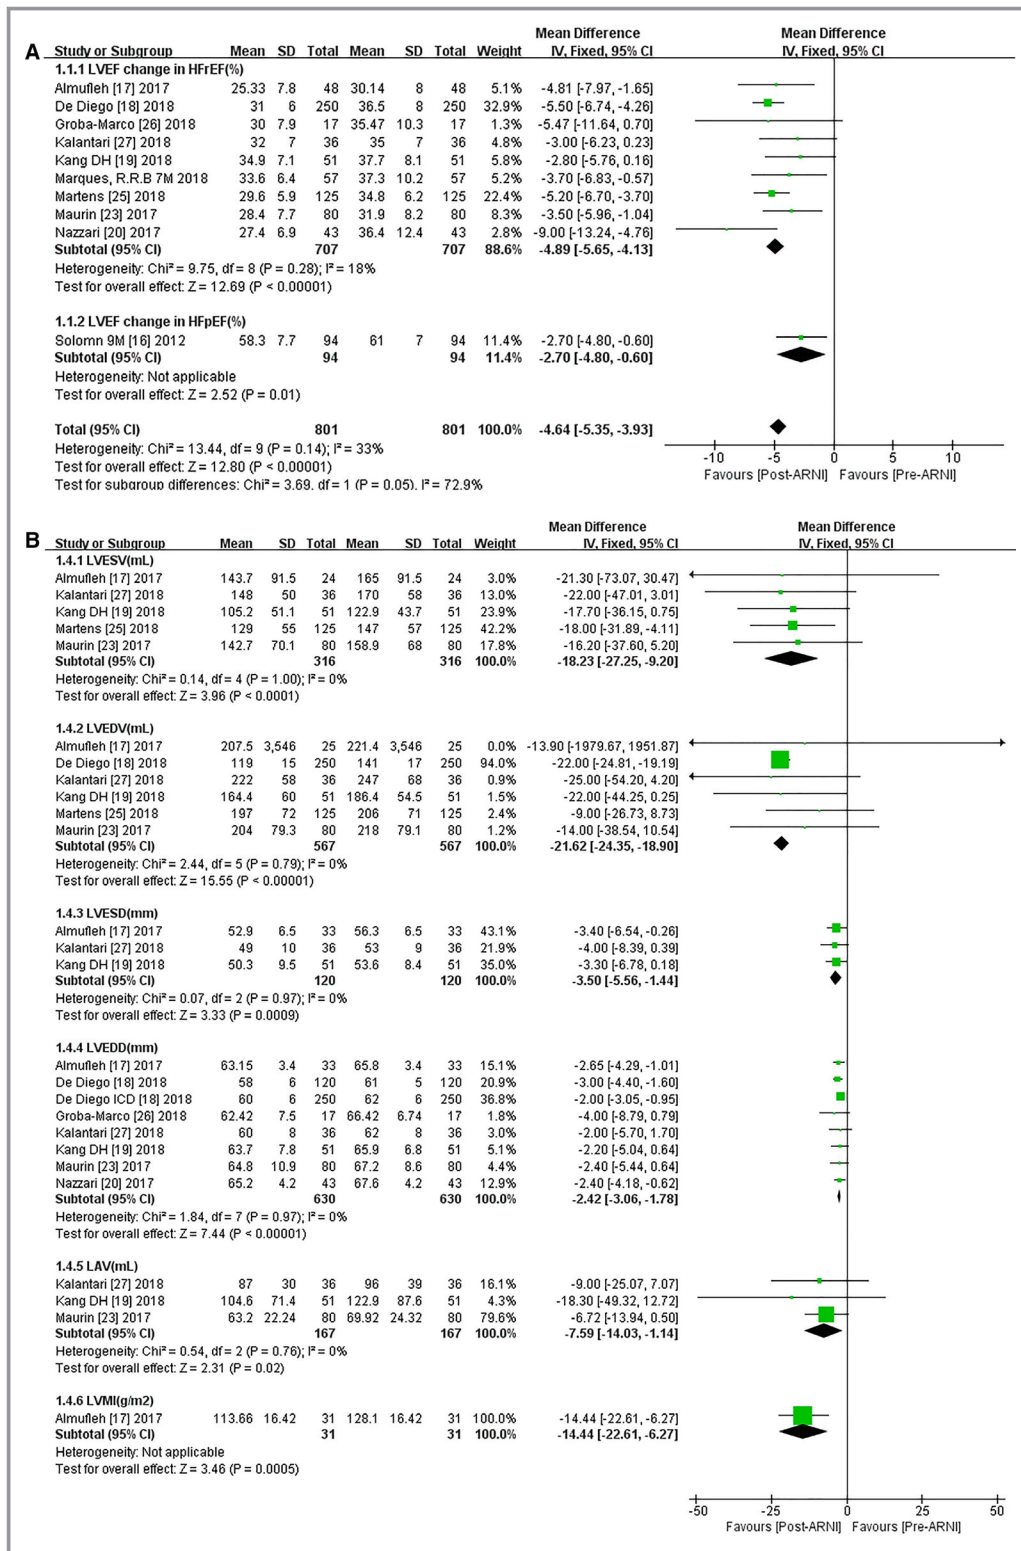 A
Mean Difference Mean Difference
Study or Subgroup Mean SD Total Mean SD Total Weight IV, Fixed, 95% CI IV, Fixed, 95% CI
1.1.1 LVEF change in HFrEF(%)
Almufleh [17] 2017 25.33 7.8 48 30.14 8 48 5.1% -4.81 [-7.97, -1.65]
De Diego [18] 2018 31 6 250 36.5 8 250 32.9% -5.50 [-6.74, -4.26]
Groba-Marco [26] 2018 30 7.9 17 35.47 10.3 17 1.3% -5.47 [-11.64, 0.70]
Kalantari [27] 2018 32 7 36 35 7 36 4.8% -3.00 [-6.23, 0.23]
Kang DH [19] 2018 34.9 7.1 51 37.7 8.1 51 5.8% -2.80 [-5.76, 0.16]
Marques, R.R.B 7M 2018 33.6 6.4 57 37.3 10.2 57 5.2% -3.70 [-6.83, -0.57]
Martens [25] 2018 29.6 5.9 125 34.8 6.2 125 22.4% -5.20 [-6.70, -3.70]
Maurin [23] 2017 28.4 7.7 80 31.9 8.2 80 8.3% -3.50 [-5.96, -1.04]
Nazzari [20] 2017 27.4 6.9 43 36.4 12.4 43 2.8% -9.00 [-13.24, -4.76]
Subtotal (95% CI) 707 707 88.6% -4.89 [-5.65, -4.13]
Heterogeneity: Chi² = 9.75, df = 8 (P = 0.28); I² = 18%
Test for overall effect: Z = 12.69 (P < 0.00001)
1.1.2 LVEF change in HFpEF(%)
Solomn 9M [16] 2012 58.3 7.7 94 61 7 94 11.4% -2.70 [-4.80, -0.60]
Subtotal (95% CI) 94 94 11.4% -2.70 [-4.80, -0.60]
Heterogeneity: Not applicable
Test for overall effect: Z = 2.52 (P = 0.01)
Total (95% CI) 801 801 100.0% -4.64 [-5.35, -3.93]
Heterogeneity: Chi² = 13.44, df = 9 (P = 0.14); I² = 33%
Test for overall effect: Z = 12.80 (P < 0.00001)
Test for subgroup differences: Chi² = 3.69, df = 1 (P = 0.05), I² = 72.9%
-10 -5 0 5 10
Favours [Post-ARNI] Favours [Pre-ARNI]
B
Mean Difference Mean Difference
Study or Subgroup Mean SD Total Mean SD Total Weight IV, Fixed, 95% CI IV, Fixed, 95% CI
1.4.1 LVESV(mL)
Almufleh [17] 2017 143.7 91.5 24 165 91.5 24 3.0% -21.30 [-73.07, 30.47]
Kalantari [27] 2018 148 50 36 170 58 36 13.0% -22.00 [-47.01, 3.01]
Kang DH [19] 2018 105.2 51.1 51 122.9 43.7 51 23.9% -17.70 [-36.15, 0.75]
Martens [25] 2018 129 55 125 147 57 125 42.2% -18.00 [-31.89, -4.11]
Maurin [23] 2017 142.7 70.1 80 158.9 68 80 17.8% -16.20 [-37.60, 5.20]
Subtotal (95% CI) 316 316 100.0% -18.23 [-27.25, -9.20]
Heterogeneity: Chi² = 0.14, df = 4 (P = 1.00); I² = 0%
Test for overall effect: Z = 3.96 (P < 0.0001)
1.4.2 LVEDV(mL)
Almufleh [17] 2017 207.5 3,546 25 221.4 3,546 25 0.0% -13.90 [-1979.67, 1951.87]
De Diego [18] 2018 119 15 250 141 17 250 94.0% -22.00 [-24.81, -19.19]
Kalantari [27] 2018 222 58 36 247 68 36 0.9% -25.00 [-54.20, 4.20]
Kang DH [19] 2018 164.4 60 51 186.4 54.5 51 1.5% -22.00 [-44.25, 0.25]
Martens [25] 2018 197 72 125 206 71 125 2.4% -9.00 [-26.73, 8.73]
Maurin [23] 2017 204 79.3 80 218 79.1 80 1.2% -14.00 [-38.54, 10.54]
Subtotal (95% CI) 567 567 100.0% -21.62 [-24.35, -18.90]
Heterogeneity: Chi² = 2.44, df = 5 (P = 0.79); I² = 0%
Test for overall effect: Z = 15.55 (P < 0.00001)
1.4.3 LVESD(mm)
Almufleh [17] 2017 52.9 6.5 33 56.3 6.5 33 43.1% -3.40 [-6.54, -0.26]
Kalantari [27] 2018 49 10 36 53 9 36 21.9% -4.00 [-8.39, 0.39]
Kang DH [19] 2018 50.3 9.5 51 53.6 8.4 51 35.0% -3.30 [-6.78, 0.18]
Subtotal (95% CI) 120 120 100.0% -3.50 [-5.56, -1.44]
Heterogeneity: Chi² = 0.07, df = 2 (P = 0.97); I² = 0%
Test for overall effect: Z = 3.33 (P = 0.0009)
1.4.4 LVEDD(mm)
Almufleh [17] 2017 63.15 3.4 33 65.8 3.4 33 15.1% -2.65 [-4.29, -1.01]
De Diego [18] 2018 58 6 120 61 5 120 20.9% -3.00 [-4.40, -1.60]
De Diego ICD [18] 2018 60 6 250 62 6 250 36.8% -2.00 [-3.05, -0.95]
Groba-Marco [26] 2018 62.42 7.5 17 66.42 6.74 17 1.8% -4.00 [-8.79, 0.79]
Kalantari [27] 2018 60 8 36 62 8 36 3.0% -2.00 [-5.70, 1.70]
Kang DH [19] 2018 63.7 7.8 51 65.9 6.8 51 5.1% -2.20 [-5.04, 0.64]
Maurin [23] 2017 64.8 10.9 80 67.2 8.6 80 4.4% -2.40 [-5.44, 0.64]
Nazzari [20] 2017 65.2 4.2 43 67.6 4.2 43 12.9% -2.40 [-4.18, -0.62]
Subtotal (95% CI) 630 630 100.0% -2.42 [-3.06, -1.78]
Heterogeneity: Chi² = 1.84, df = 7 (P = 0.97); I² = 0%
Test for overall effect: Z = 7.44 (P < 0.00001)
1.4.5 LAV(mL)
Kalantari [27] 2018 87 30 36 96 39 36 16.1% -9.00 [-25.07, 7.07]
Kang DH [19] 2018 104.6 71.4 51 122.9 87.6 51 4.3% -18.30 [-49.32, 12.72]
Maurin [23] 2017 63.2 22.24 80 69.92 24.32 80 79.6% -6.72 [-13.94, 0.50]
Subtotal (95% CI) 167 167 100.0% -7.59 [-14.03, -1.14]
Heterogeneity: Chi² = 0.54, df = 2 (P = 0.76); I² = 0%
Test for overall effect: Z = 2.31 (P = 0.02)
1.4.6 LVMI(g/m2)
Almufleh [17] 2017 113.66 16.42 31 128.1 16.42 31 100.0% -14.44 [-22.61, -6.27]
Subtotal (95% CI) 31 31 100.0% -14.44 [-22.61, -6.27]
Heterogeneity: Not applicable
Test for overall effect: Z = 3.46 (P = 0.0005)
-50 -25 0 25 50
Favours [Post-ARNI] Favours [Pre-ARNI]